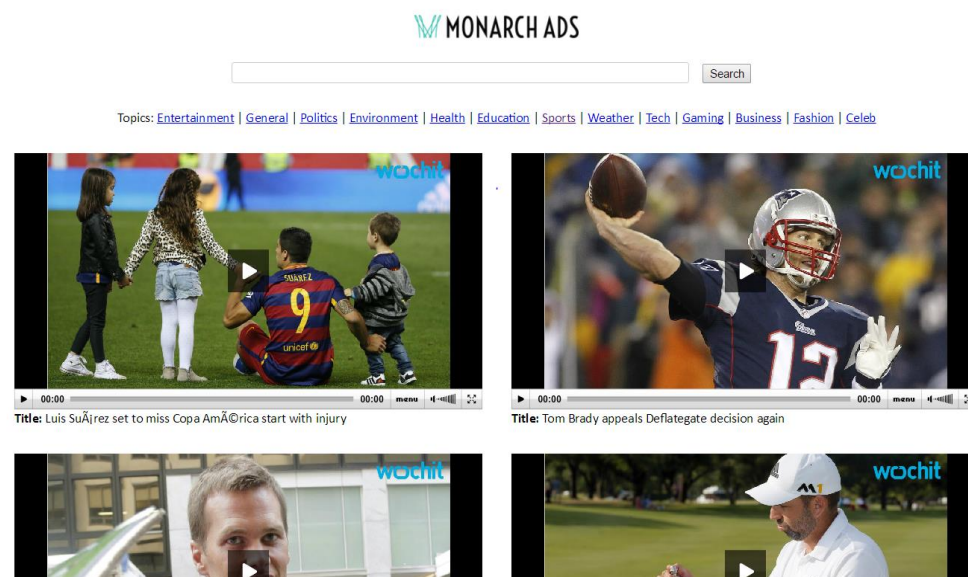 MONARCH ADS
Search
Topics: Entertainment | General | Politics | Environment | Health | Education | Sports | Weather | Tech | Gaming | Business | Fashion | Celeb
wochit
SUÁREZ
9
unicef
wochit
12
00:00 00:00 menu
00:00 00:00 menu
Title: Luis SuÃ¡rez set to miss Copa AmÃ©rica start with injury
Title: Tom Brady appeals Deflategate decision again
wochit
wochit
M1